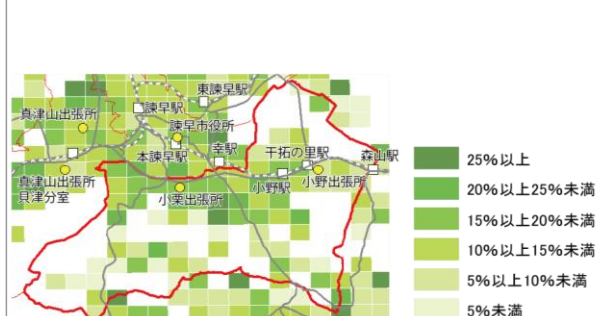 東諫早駅
諫早駅
真津山出張所
諫早市役所
本諫早駅
幸駅
干拓の里駅
森山駅
真津山出張所
貝津分室
小栗出張所
小野駅
小野出張所
25%以上
20%以上25%未満
15%以上20%未満
10%以上15%未満
5%以上10%未満
5%未満